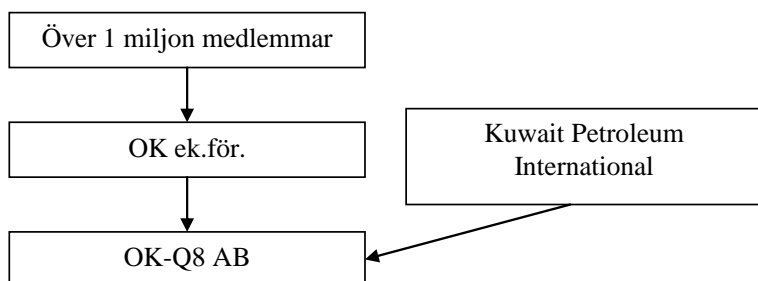 Över 1 miljon medlemmar
OK ek.för.
Kuwait Petroleum
International
OK-Q8 AB